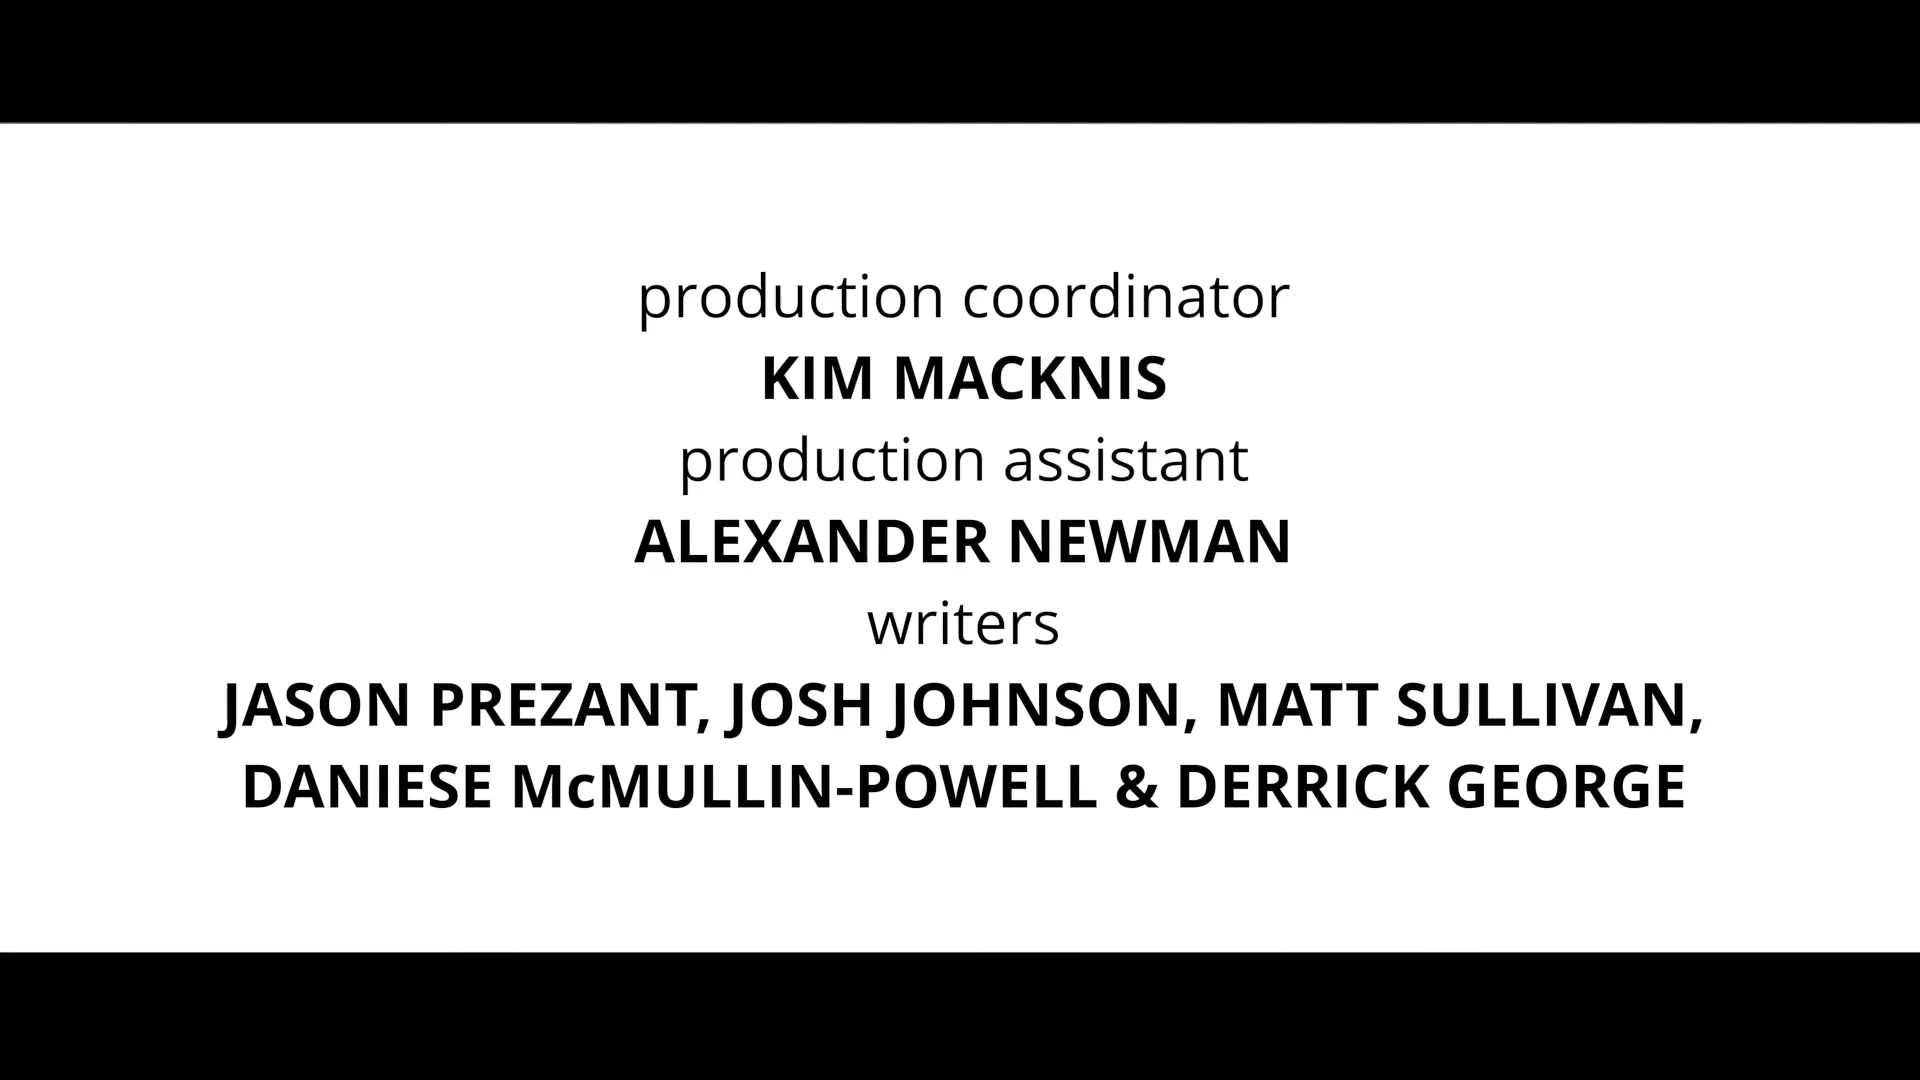 production coordinator
KIM MACKNIS
production assistant
ALEXANDER NEWMAN
writers
JASON PREZANT, JOSH JOHNSON, MATT SULLIVAN,
DANIESE McMULLIN-POWELL & DERRICK GEORGE